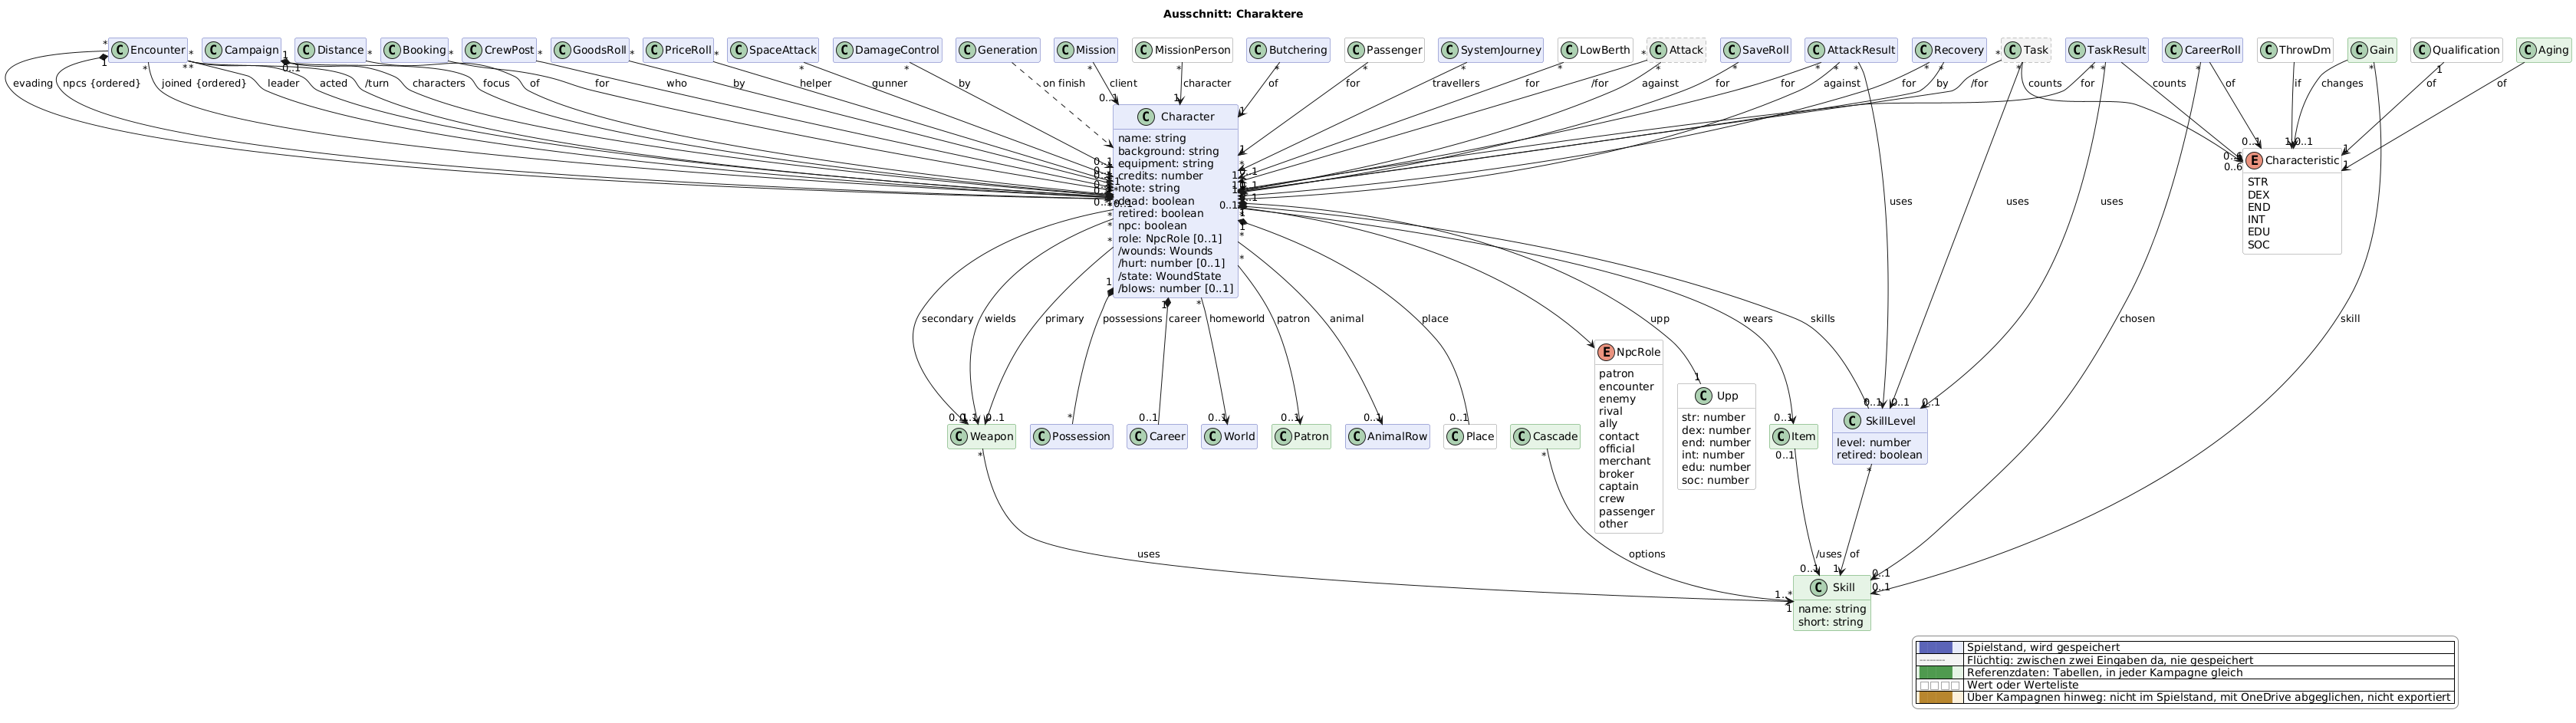 Ausschnitt: Charaktere
Encounter
Campaign
Distance
Booking
CrewPost
GoodsRoll
PriceRoll
SpaceAttack
DamageControl
Generation
Mission
MissionPerson
Butchering
Passenger
SystemJourney
LowBerth
Attack
SaveRoll
AttackResult
Recovery
Task
TaskResult
CareerRoll
ThrowDm
Gain
Qualification
Aging
evading
npcs {ordered}
joined {ordered}
leader
acted
/turn
characters
focus
of
for
who
by
helper
gunner
by
on finish
client
character
of
for
travellers
for
/for
against
for
for
against
for
by
/for
counts
for
counts
of
if
changes
of
of
Character
name: string
background: string
equipment: string
credits: number
note: string
dead: boolean
retired: boolean
npc: boolean
role: NpcRole [0..1]
/wounds: Wounds
/hurt: number [0..1]
/state: WoundState
/blows: number [0..1]
Characteristic
STR
DEX
END
INT
EDU
SOC
uses
uses
uses
secondary
wields
primary
possessions
career
homeworld
patron
animal
place
upp
wears
skills
chosen
skill
NpcRole
patron
encounter
enemy
rival
ally
contact
official
merchant
broker
captain
crew
passenger
other
Upp
str: number
dex: number
end: number
int: number
edu: number
soc: number
SkillLevel
level: number
retired: boolean
Weapon
Possession
Career
World
Patron
AnimalRow
Place
Cascade
Item
uses
options
/uses
of
Skill
name: string
short: string
Spielstand, wird gespeichert
Flüchtig: zwischen zwei Eingaben da, nie gespeichert
Referenzdaten: Tabellen, in jeder Kampagne gleich
Wert oder Werteliste
Über Kampagnen hinweg: nicht im Spielstand, mit OneDrive abgeglichen, nicht exportiert